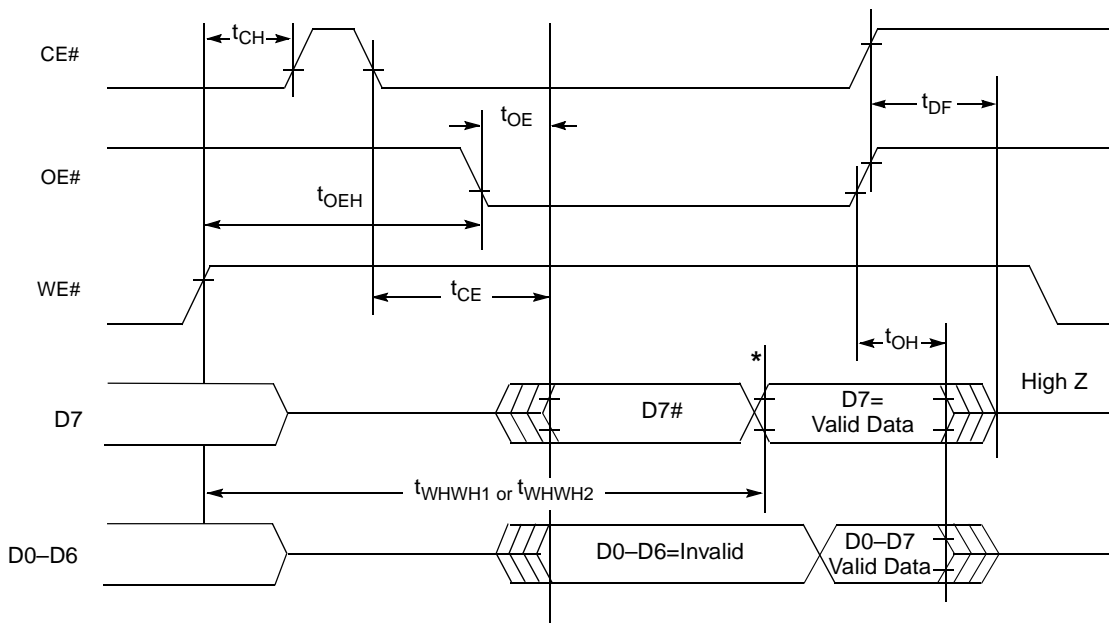 CE#
tCH
tDF
tOE
OE#
tOEH
WE#
tCE
tOH
*
High Z
D7
D7#
D7=
Valid Data
tWHWH1 or tWHWH2
D0–D6
D0–D6=Invalid
D0–D7
Valid Data